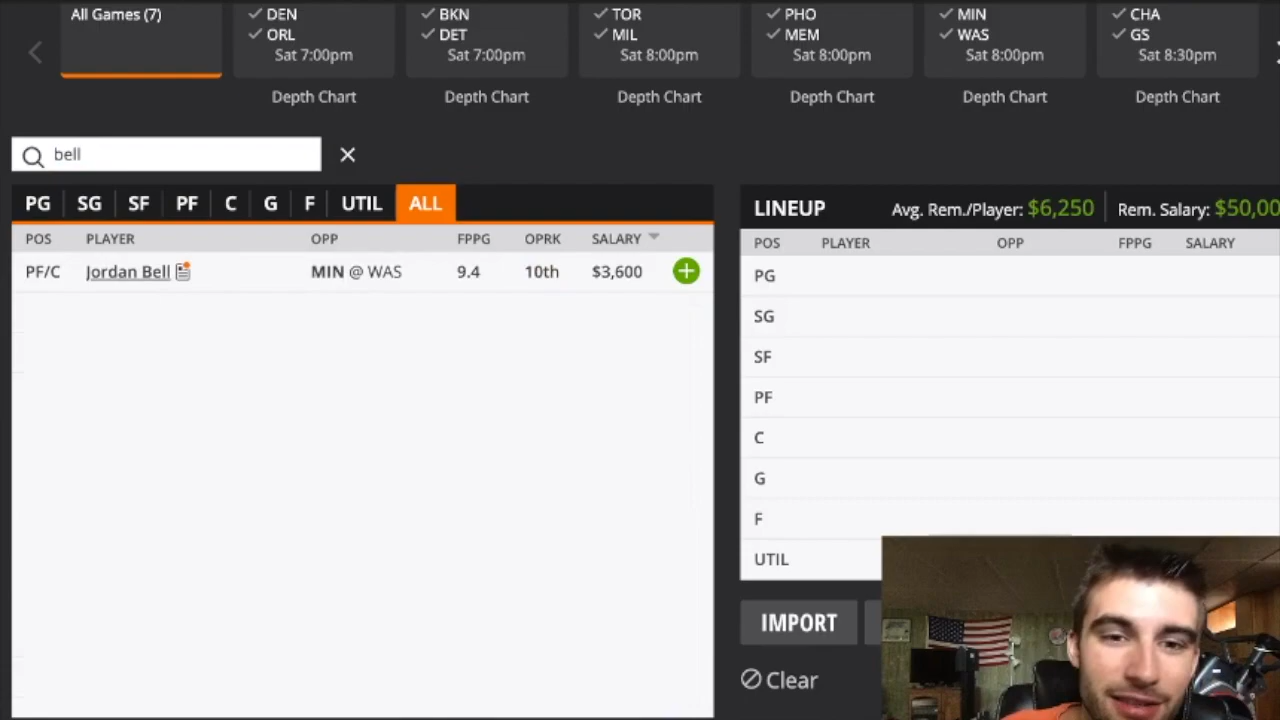 All Games (7)
DEN
ORL
Sat 7:00pm
Depth Chart
BKN
DET
Sat 7:00pm
Depth Chart
TOR
MIL
Sat 8:00pm
Depth Chart
PHO
MEM
Sat 8:00pm
Depth Chart
MIN
WAS
Sat 8:00pm
Depth Chart
CHA
GS
Sat 8:30pm
Depth Chart
bell
PG SG SF PF C G F UTIL ALL
POS PLAYER OPP FPPG OPRK SALARY
PF/C Jordan Bell MIN @ WAS 9.4 10th $3,600
LINEUP Avg. Rem./Player: $6,250 Rem. Salary: $50,00
POS PLAYER OPP FPPG SALARY
PG
SG
SF
PF
C
G
F
UTIL
IMPORT
Clear